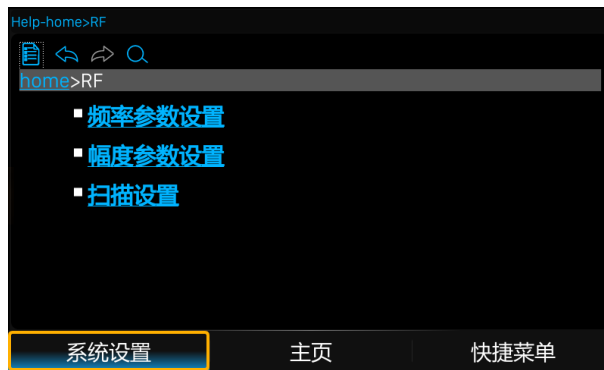 Help-home>RF
home>RF
频率参数设置
幅度参数设置
扫描设置
系统设置 主页 快捷菜单